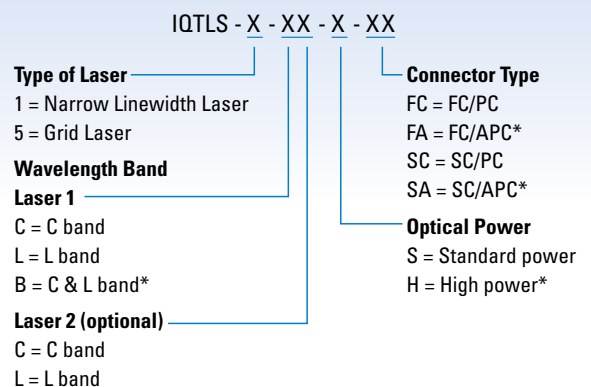 IQTLS - X - XX - X - XX
Type of Laser
1 = Narrow Linewidth Laser
5 = Grid Laser
Wavelength Band
Laser 1
C = C band
L = L band
B = C & L band*
Laser 2 (optional)
C = C band
L = L band
Connector Type
FC = FC/PC
FA = FC/APC*
SC = SC/PC
SA = SC/APC*
Optical Power
S = Standard power
H = High power*